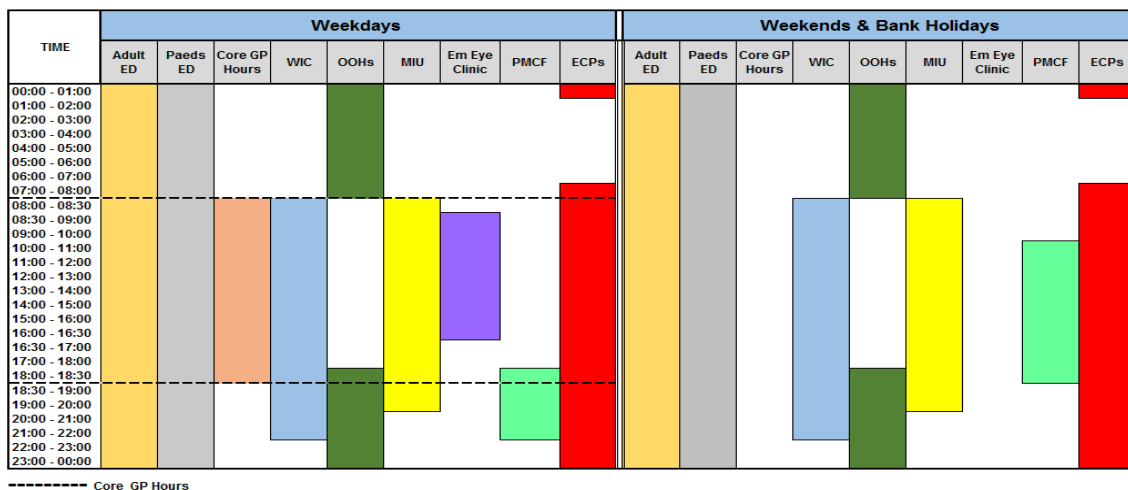 Weekdays
Weekends & Bank Holidays
TIME
Adult ED
Paeds ED
Core GP Hours
WIC
OOHs
MIU
Em Eye Clinic
PMCF
ECPs
Adult ED
Paeds ED
Core GP Hours
WIC
OOHs
MIU
Em Eye Clinic
PMCF
ECPs
00:00 - 01:00
01:00 - 02:00
02:00 - 03:00
03:00 - 04:00
04:00 - 05:00
05:00 - 06:00
06:00 - 07:00
07:00 - 08:00
08:00 - 08:30
08:30 - 09:00
09:00 - 10:00
10:00 - 11:00
11:00 - 12:00
12:00 - 13:00
13:00 - 14:00
14:00 - 15:00
15:00 - 16:00
16:00 - 16:30
16:30 - 17:00
17:00 - 18:00
18:00 - 18:30
18:30 - 19:00
19:00 - 20:00
20:00 - 21:00
21:00 - 22:00
22:00 - 23:00
23:00 - 00:00
Core GP Hours